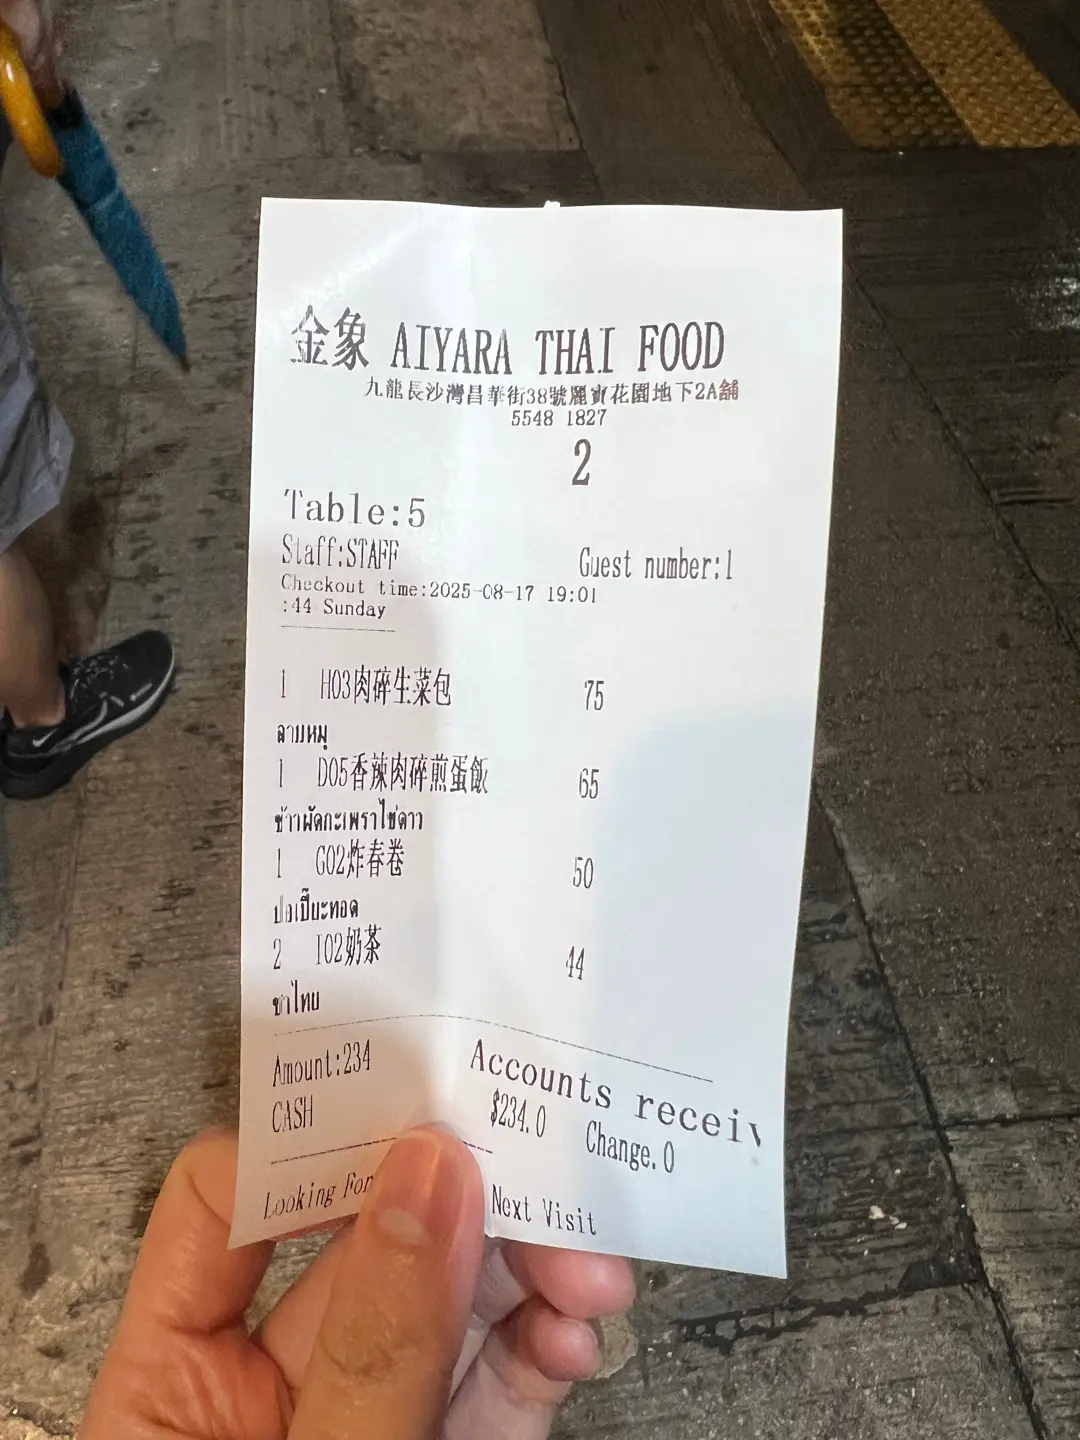 金象 AIYARA THAI FOOD
九龍長沙灣昌華街38號麗寶花園地下2A舖
5548 1827
2
Table:5
Staff:STAFF Guest number:1
Checkout time:2025-08-17 19:01
:44 Sunday
1 H03肉碎生菜包 75
ลาบหมู
1 D05香辣肉碎煎蛋飯 65
ข้าวผัดกะเพราไข่ดาว
1 G02炸春卷 50
ปอเปี๊ยะทอด
2 I02奶茶 44
ชาไทย
Amount:234 Accounts receiv
CASH $234.0 Change.0
Looking For Next Visit